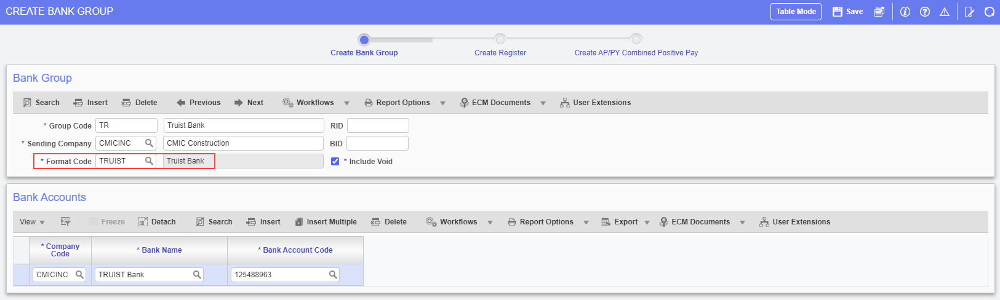 CREATE BANK GROUP
Table Mode Save
Create Bank Group Create Register Create AP/PY Combined Positive Pay
Bank Group
Search Insert Delete Previous Next Workflows Report Options ECM Documents User Extensions
* Group Code TR Truist Bank RID
* Sending Company CMICINC CMIC Construction BID
* Format Code TRUIST Truist Bank * Include Void
Bank Accounts
View Freeze Detach Search Insert Insert Multiple Delete Workflows Report Options Export ECM Documents User Extensions
* Company Code * Bank Name * Bank Account Code
CMICINC TRUIST Bank 125488963